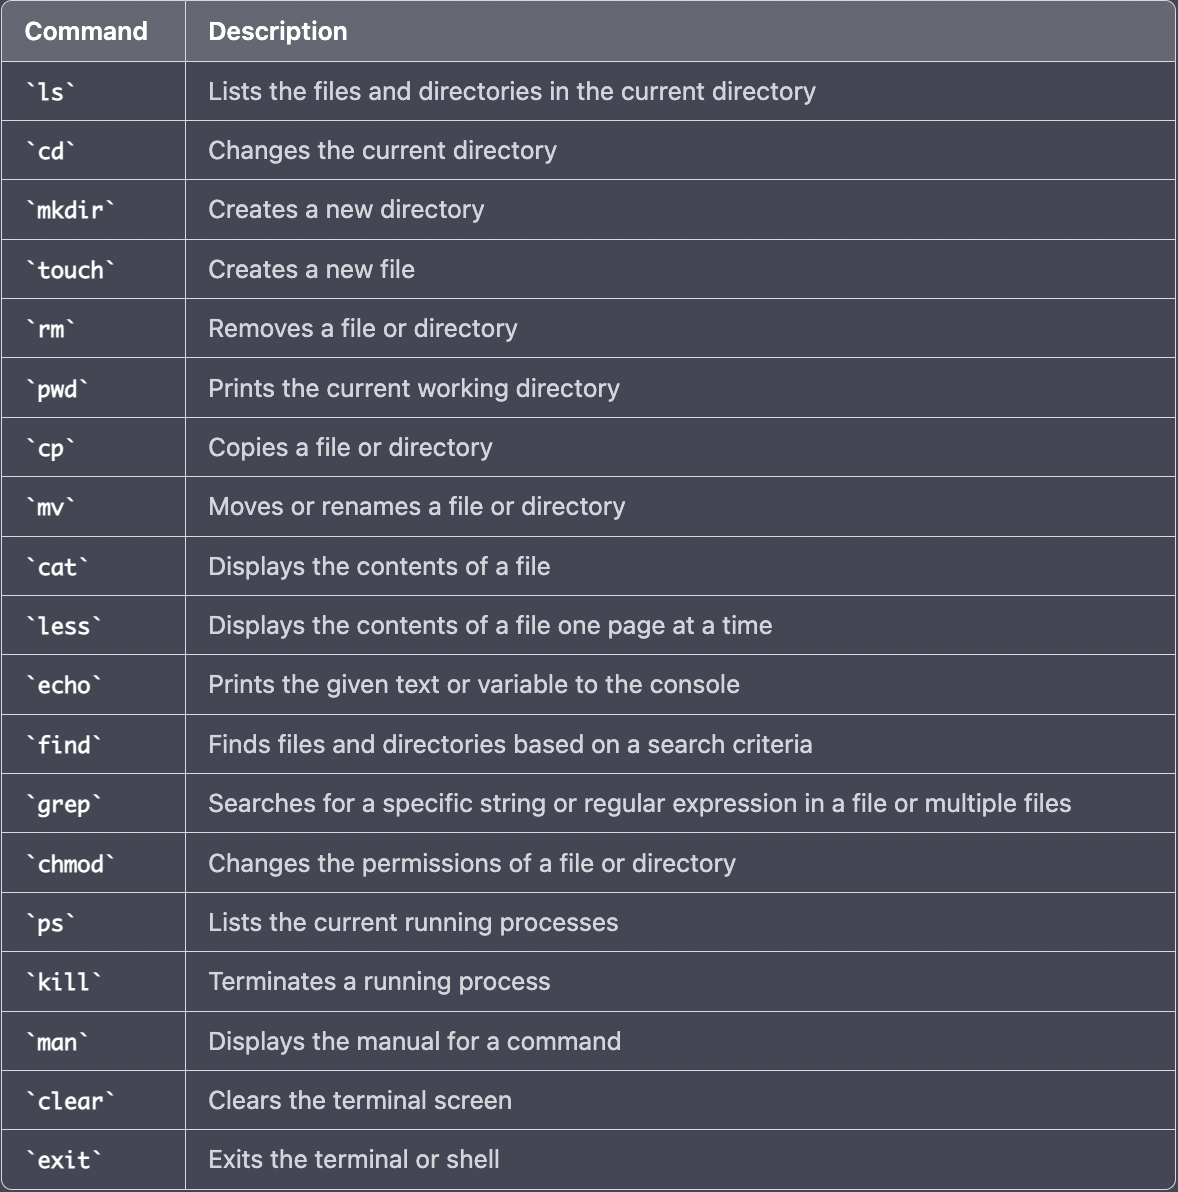 Command Description
`ls` Lists the files and directories in the current directory
`cd` Changes the current directory
`mkdir` Creates a new directory
`touch` Creates a new file
`rm` Removes a file or directory
`pwd` Prints the current working directory
`cp` Copies a file or directory
`mv` Moves or renames a file or directory
`cat` Displays the contents of a file
`less` Displays the contents of a file one page at a time
`echo` Prints the given text or variable to the console
`find` Finds files and directories based on a search criteria
`grep` Searches for a specific string or regular expression in a file or multiple files
`chmod` Changes the permissions of a file or directory
`ps` Lists the current running processes
`kill` Terminates a running process
`man` Displays the manual for a command
`clear` Clears the terminal screen
`exit` Exits the terminal or shell